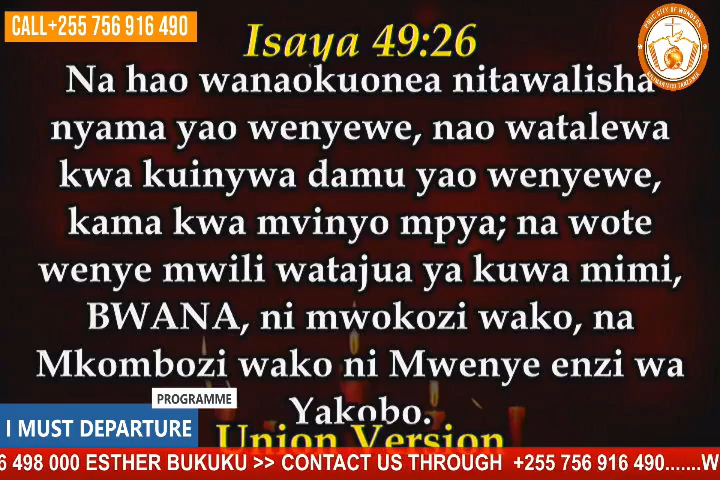 CALL+255 756 916 490
Isaya 49:26
Na hao wanaokuonea nitawalisha
nyama yao wenyewe, nao watalewa
kwa kuinywa damu yao wenyewe,
kama kwa mvinyo mpya; na wote
wenye mwili watajua ya kuwa mimi,
BWANA, ni mwokozi wako, na
Mkombozi wako ni Mwenye enzi wa
Yakobo.
Union Version
PROGRAMME
I MUST DEPARTURE
6 498 000 ESTHER BUKUKU >> CONTACT US THROUGH +255 756 916 490.......W